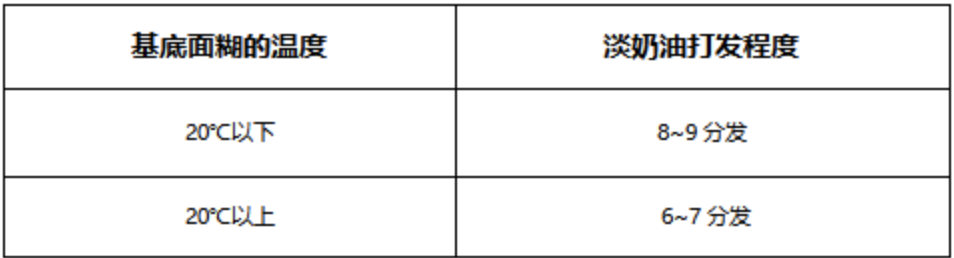 基底面糊的温度 淡奶油打发程度
20℃以下 8~9 分发
20℃以上 6~7 分发